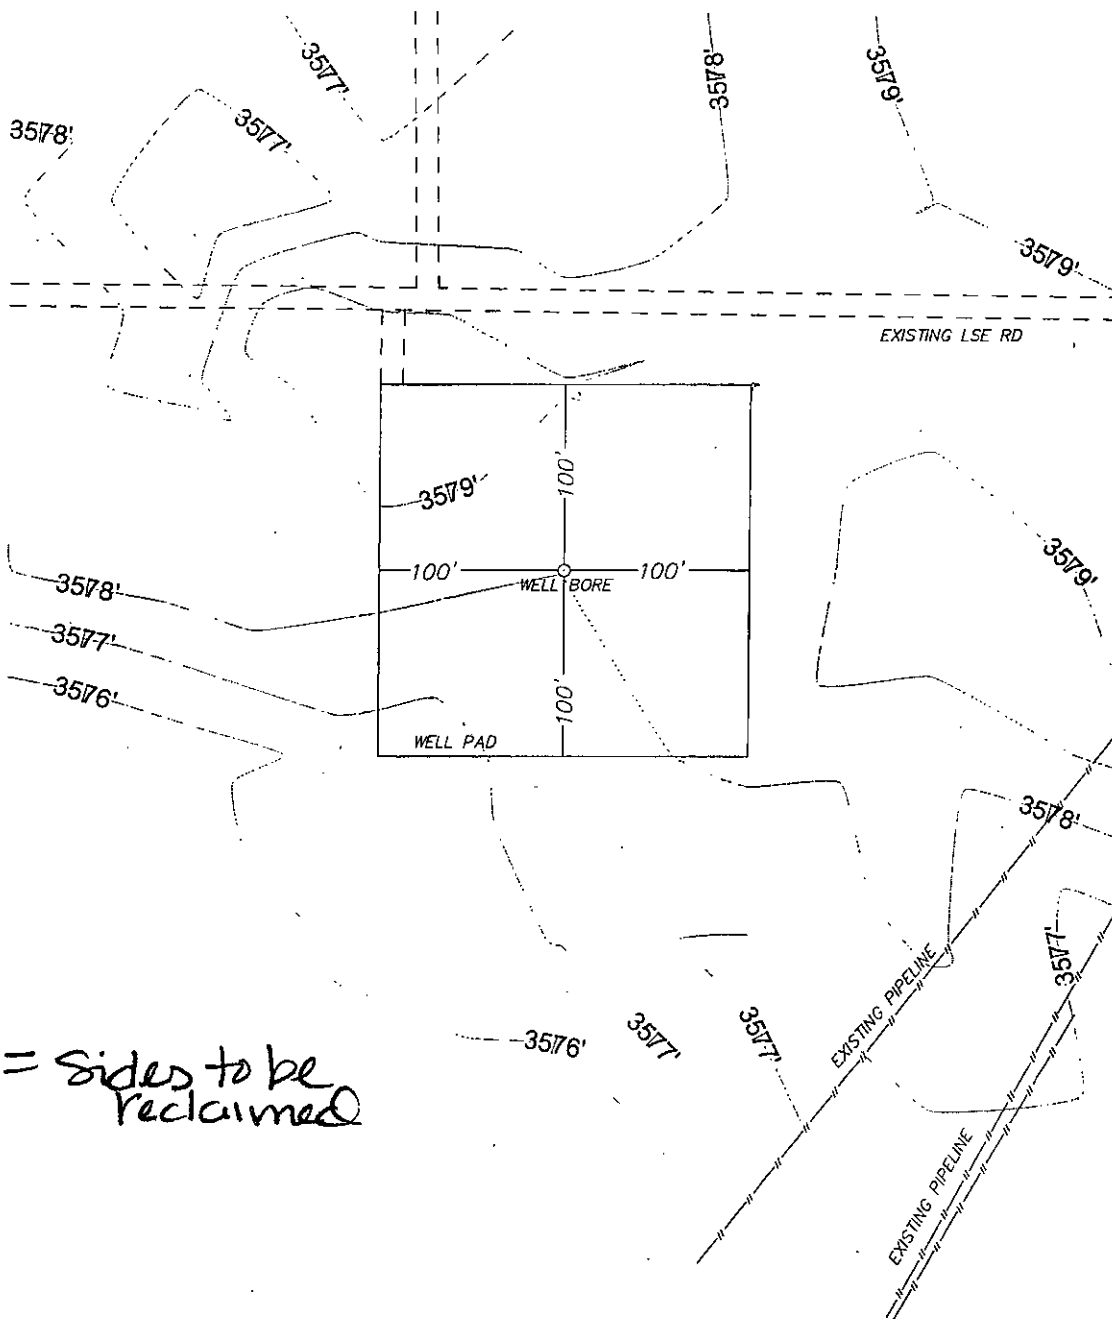 3577'
3578'
3579'
3578'
3577'
3579'
EXISTING LSE RD
100'
3579'
3579'
100'
100'
WELL BORE
3578'
3577'
3576'
100'
WELL PAD
3578'
3577'
EXISTING PIPELINE
3576'
3577'
3577'
= Sides to be
reclaimed
EXISTING PIPELINE